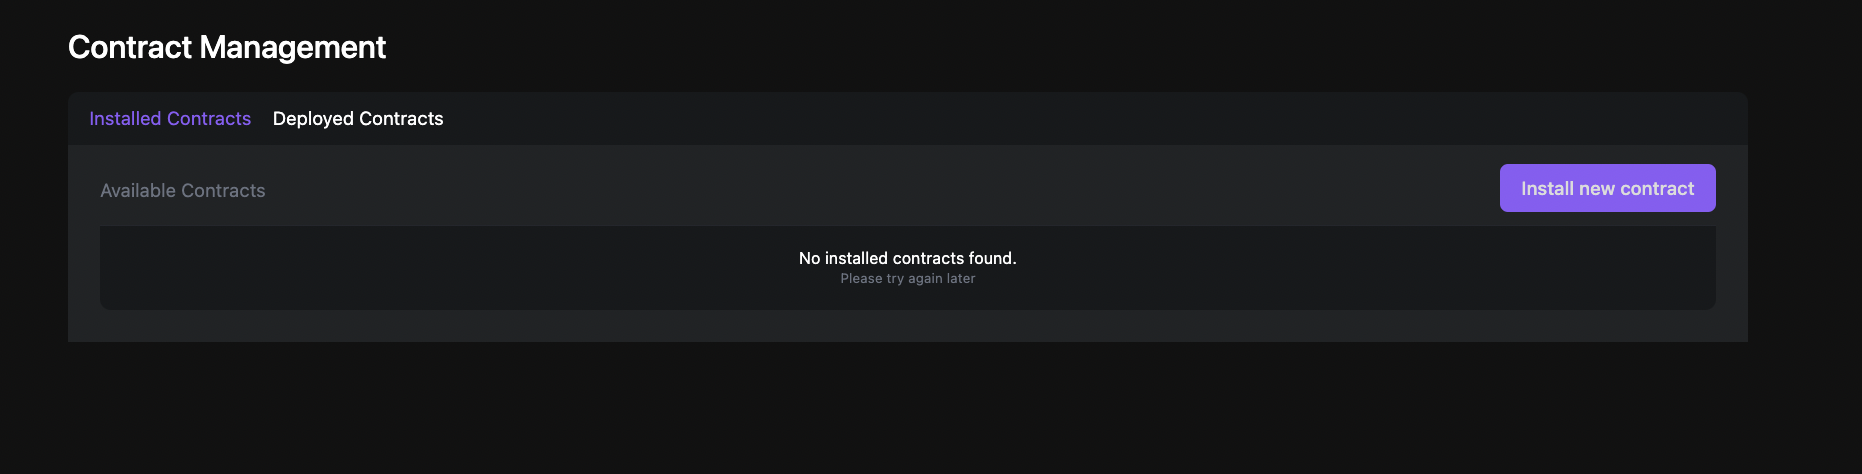 Contract Management
Installed Contracts Deployed Contracts
Available Contracts
Install new contract
No installed contracts found.
Please try again later